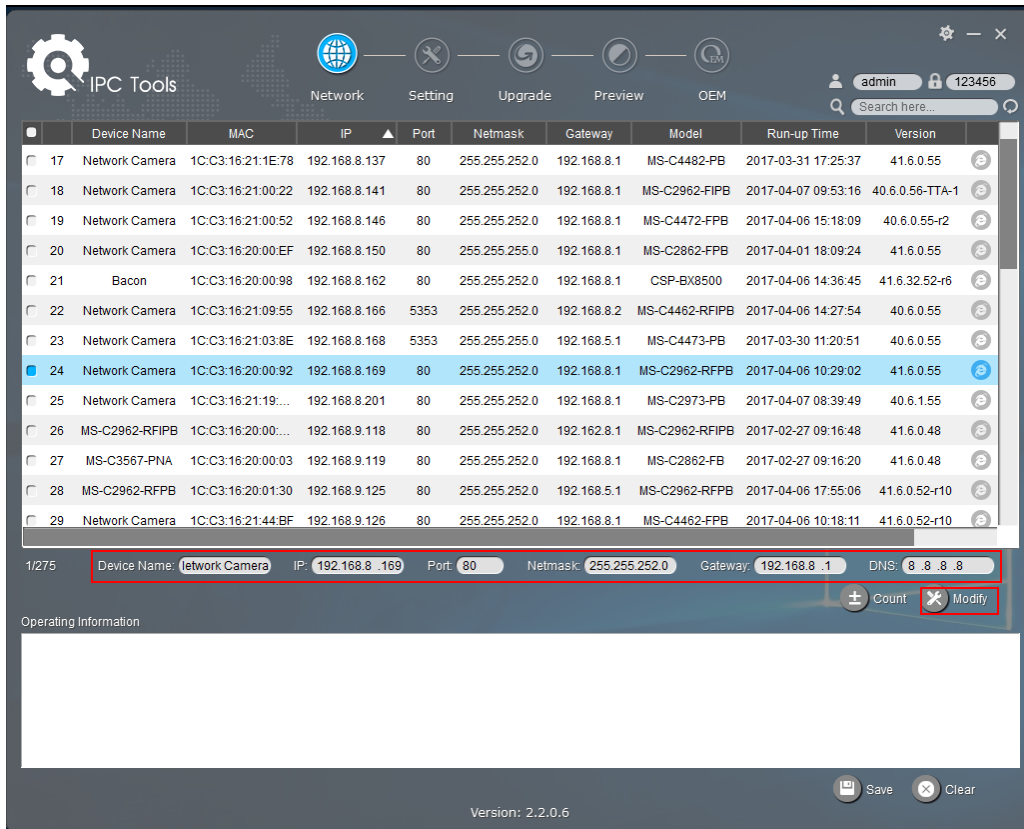 IPC Tools
Network Setting Upgrade Preview OEM
admin 123456
Search here...
Device Name MAC IP Port Netmask Gateway Model Run-up Time Version
17 Network Camera 1C:C3:16:21:1E:78 192.168.8.137 80 255.255.252.0 192.168.8.1 MS-C4482-PB 2017-03-31 17:25:37 41.6.0.55
18 Network Camera 1C:C3:16:21:00:22 192.168.8.141 80 255.255.252.0 192.168.8.1 MS-C2962-FIPB 2017-04-07 09:53:16 40.6.0.56-TTA-1
19 Network Camera 1C:C3:16:21:00:52 192.168.8.146 80 255.255.252.0 192.168.8.1 MS-C4472-FPB 2017-04-06 15:18:09 40.6.0.55-r2
20 Network Camera 1C:C3:16:20:00:EF 192.168.8.150 80 255.255.255.0 192.168.8.1 MS-C2862-FPB 2017-04-01 18:09:24 41.6.0.55
21 Bacon 1C:C3:16:20:00:98 192.168.8.162 80 255.255.252.0 192.168.8.1 CSP-BX8500 2017-04-06 14:36:45 41.6.32.52-r6
22 Network Camera 1C:C3:16:21:09:55 192.168.8.166 5353 255.255.252.0 192.168.8.2 MS-C4462-RFIPB 2017-04-06 14:27:54 40.6.0.55
23 Network Camera 1C:C3:16:21:03:8E 192.168.8.168 5353 255.255.255.0 192.168.5.1 MS-C4473-PB 2017-03-30 11:20:51 40.6.0.55
24 Network Camera 1C:C3:16:20:00:92 192.168.8.169 80 255.255.252.0 192.168.8.1 MS-C2962-RFPB 2017-04-06 10:29:02 41.6.0.55
25 Network Camera 1C:C3:16:21:19:... 192.168.8.201 80 255.255.252.0 192.168.8.1 MS-C2973-PB 2017-04-07 08:39:49 40.6.1.55
26 MS-C2962-RFIPB 1C:C3:16:20:00:... 192.168.9.118 80 255.255.252.0 192.162.8.1 MS-C2962-RFIPB 2017-02-27 09:16:48 41.6.0.48
27 MS-C3567-PNA 1C:C3:16:20:00:03 192.168.9.119 80 255.255.252.0 192.168.8.1 MS-C2862-FB 2017-02-27 09:16:20 41.6.0.48
28 MS-C2962-RFPB 1C:C3:16:20:01:30 192.168.9.125 80 255.255.252.0 192.168.5.1 MS-C2962-RFPB 2017-04-06 17:55:06 41.6.0.52-r10
29 Network Camera 1C:C3:16:21:44:BF 192.168.9.126 80 255.255.252.0 192.168.8.1 MS-C4462-FPB 2017-04-06 10:18:11 41.6.0.52-r10
1/275 Device Name: letwork Camera IP: 192.168.8 .169 Port: 80 Netmask: 255.255.252.0 Gateway: 192.168.8 .1 DNS: 8 .8 .8 .8
Count Modify
Operating Information
Save Clear
Version: 2.2.0.6